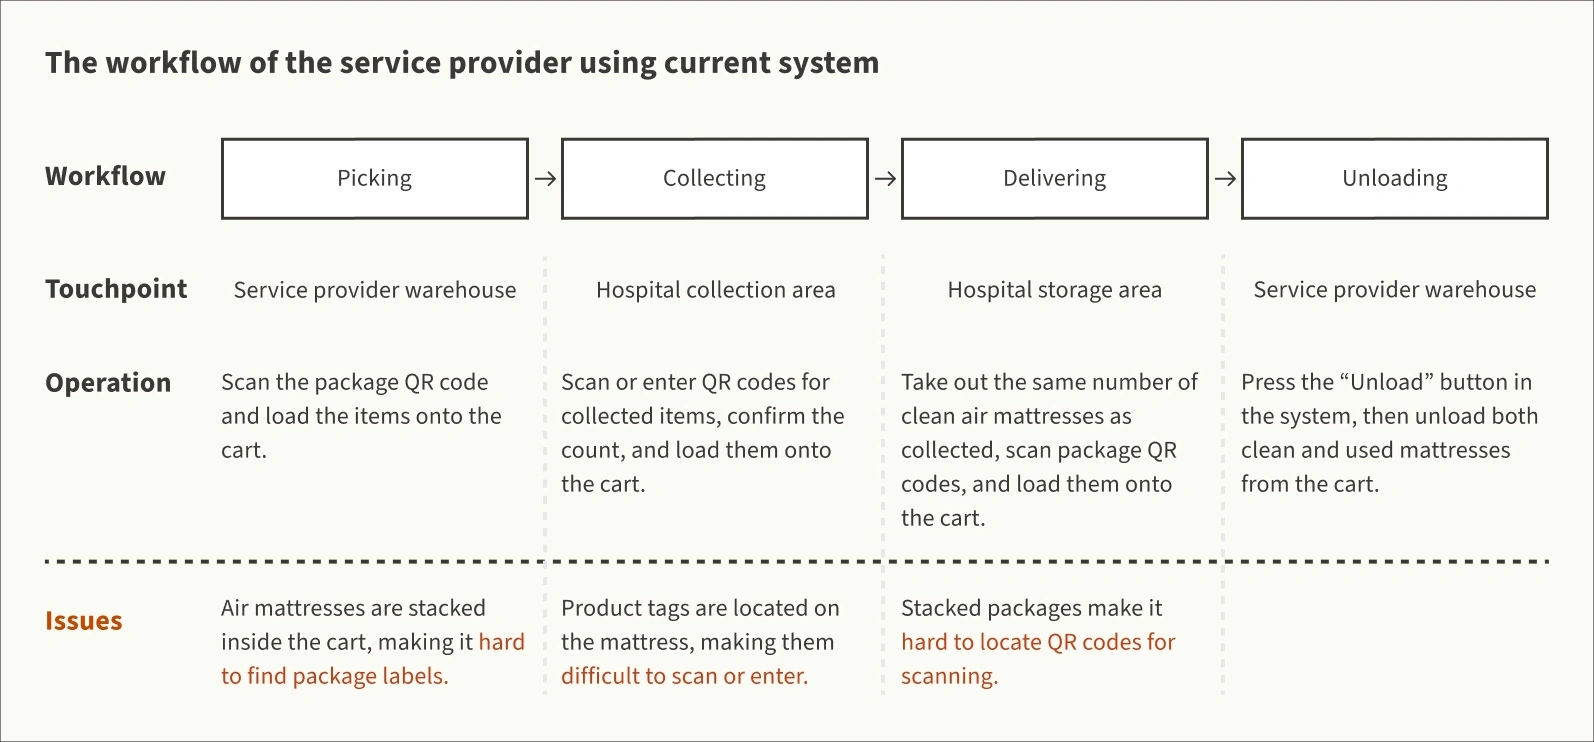 The workflow of the service provider using current system
Workflow
Picking
→
Collecting
→
Delivering
→
Unloading
Touchpoint
Service provider warehouse
Hospital collection area
Hospital storage area
Service provider warehouse
Operation
Scan the package QR code
and load the items onto the
cart.
Scan or enter QR codes for
collected items, confirm the
count, and load them onto
the cart.
Take out the same number of
clean air mattresses as
collected, scan package QR
codes, and load them onto
the cart.
Press the “Unload” button in
the system, then unload both
clean and used mattresses
from the cart.
Issues
Air mattresses are stacked
inside the cart, making it hard
to find package labels.
Product tags are located on
the mattress, making them
difficult to scan or enter.
Stacked packages make it
hard to locate QR codes for
scanning.